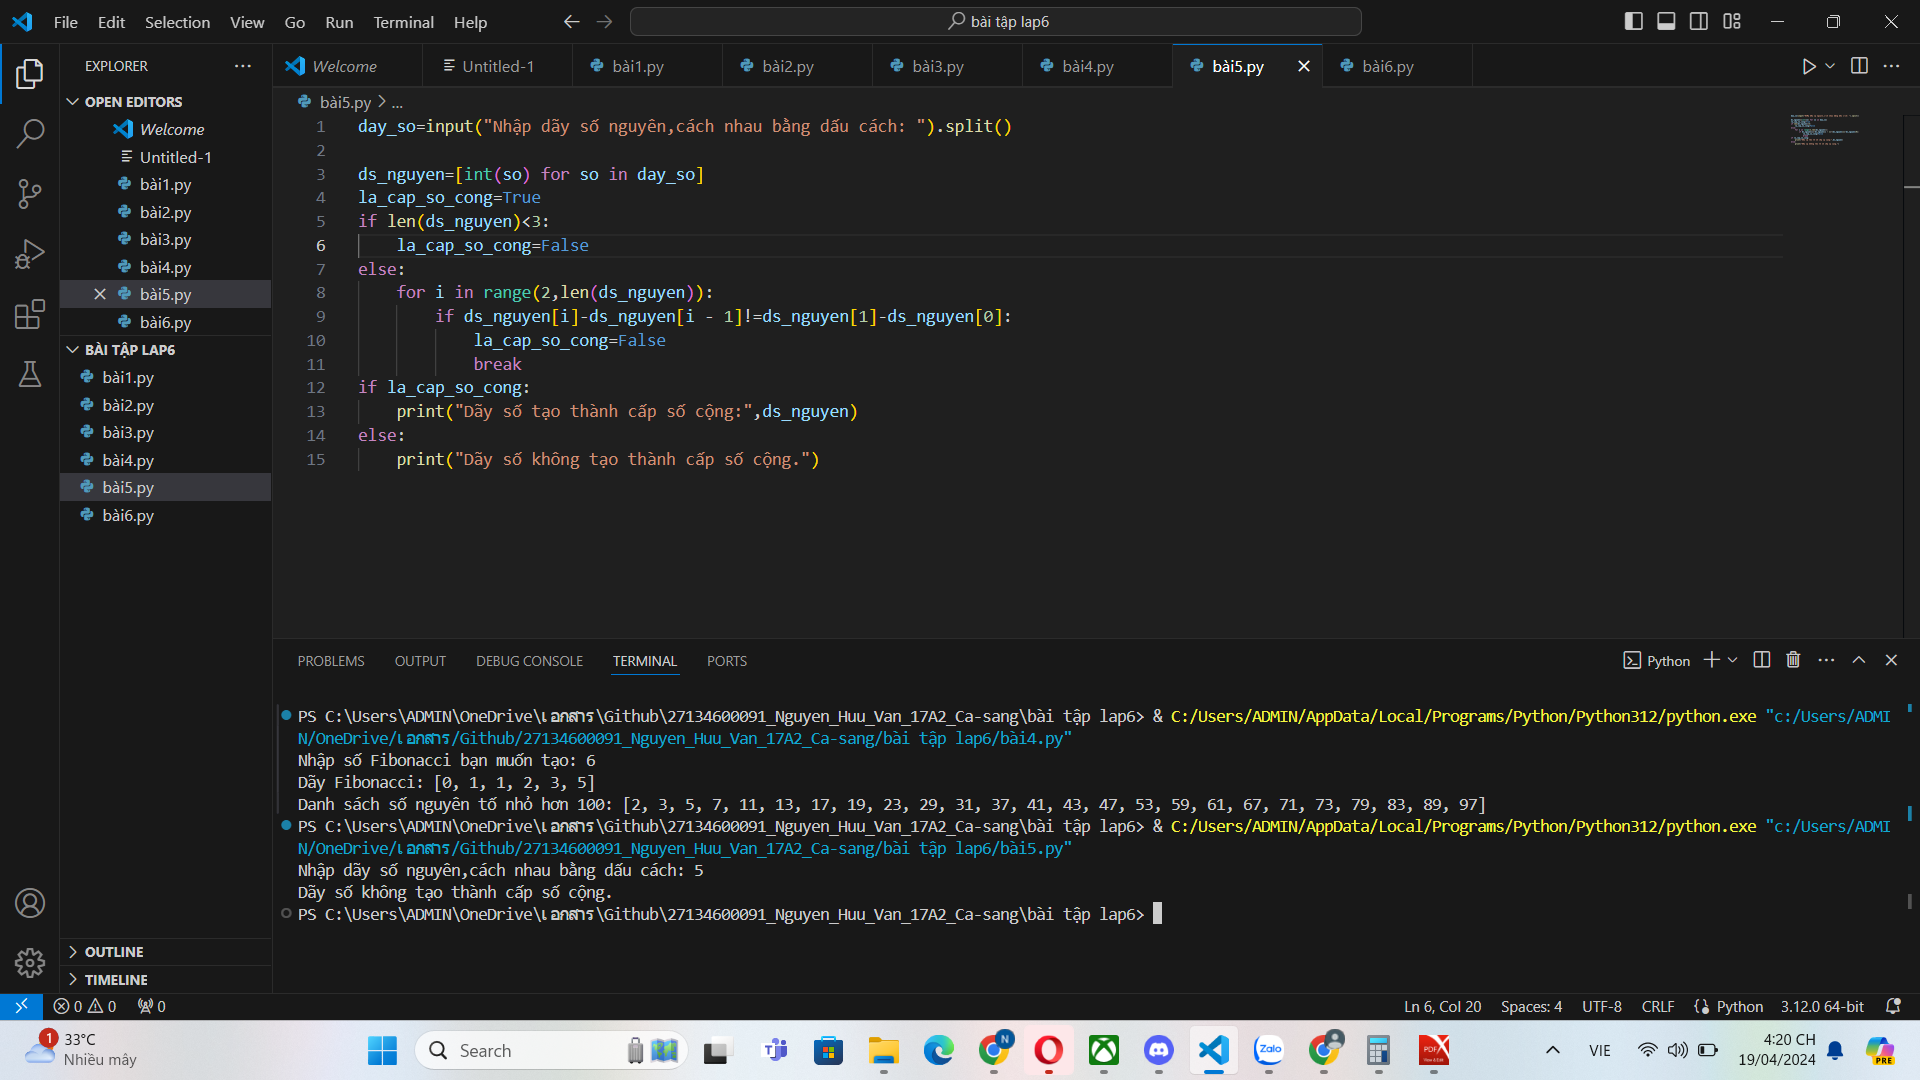 File Edit Selection View Go Run Terminal Help
bài tập lap6
EXPLORER
Welcome
Untitled-1
bài1.py
bài2.py
bài3.py
bài4.py
bài5.py
bài6.py
OPEN EDITORS
Welcome
Untitled-1
bài1.py
bài2.py
bài3.py
bài4.py
bài5.py
bài6.py
BÀI TẬP LAP6
bài1.py
bài2.py
bài3.py
bài4.py
bài5.py
bài6.py
OUTLINE
TIMELINE
bài5.py > ...
1 day_so=input("Nhập dãy số nguyên,cách nhau bằng dấu cách: ").split()
2
3 ds_nguyen=[int(so) for so in day_so]
4 la_cap_so_cong=True
5 if len(ds_nguyen)<3:
6 la_cap_so_cong=False
7 else:
8 for i in range(2,len(ds_nguyen)):
9 if ds_nguyen[i]-ds_nguyen[i - 1]!=ds_nguyen[1]-ds_nguyen[0]:
10 la_cap_so_cong=False
11 break
12 if la_cap_so_cong:
13 print("Dãy số tạo thành cấp số cộng:",ds_nguyen)
14 else:
15 print("Dãy số không tạo thành cấp số cộng.")
PROBLEMS OUTPUT DEBUG CONSOLE TERMINAL PORTS
Python
PS C:\Users\ADMIN\OneDrive\เอกสาร\Github\27134600091_Nguyen_Huu_Van_17A2_Ca-sang\bài tập lap6> & C:/Users/ADMIN/AppData/Local/Programs/Python/Python312/python.exe "c:/Users/ADMI
N/OneDrive/เอกสาร/Github/27134600091_Nguyen_Huu_Van_17A2_Ca-sang/bài tập lap6/bài4.py"
Nhập số Fibonacci bạn muốn tạo: 6
Dãy Fibonacci: [0, 1, 1, 2, 3, 5]
Danh sách số nguyên tố nhỏ hơn 100: [2, 3, 5, 7, 11, 13, 17, 19, 23, 29, 31, 37, 41, 43, 47, 53, 59, 61, 67, 71, 73, 79, 83, 89, 97]
PS C:\Users\ADMIN\OneDrive\เอกสาร\Github\27134600091_Nguyen_Huu_Van_17A2_Ca-sang\bài tập lap6> & C:/Users/ADMIN/AppData/Local/Programs/Python/Python312/python.exe "c:/Users/ADMI
N/OneDrive/เอกสาร/Github/27134600091_Nguyen_Huu_Van_17A2_Ca-sang/bài tập lap6/bài5.py"
Nhập dãy số nguyên,cách nhau bằng dấu cách: 5
Dãy số không tạo thành cấp số cộng.
PS C:\Users\ADMIN\OneDrive\เอกสาร\Github\27134600091_Nguyen_Huu_Van_17A2_Ca-sang\bài tập lap6>
0 0 0
Ln 6, Col 20 Spaces: 4 UTF-8 CRLF Python 3.12.0 64-bit
1
33°C
Nhiều mây
Search
N
Zalo
PDF
VIE
4:20 CH
19/04/2024
PRE